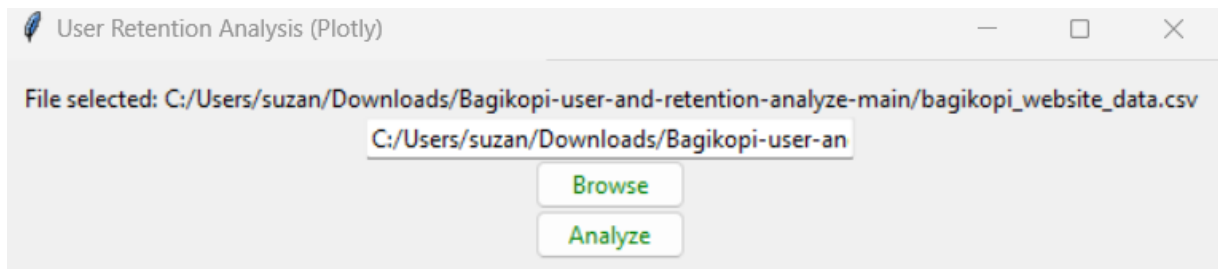 User Retention Analysis (Plotly)
File selected: C:/Users/suzan/Downloads/Bagikopi-user-and-retention-analyze-main/bagikopi_website_data.csv
C:/Users/suzan/Downloads/Bagikopi-user-an
Browse
Analyze